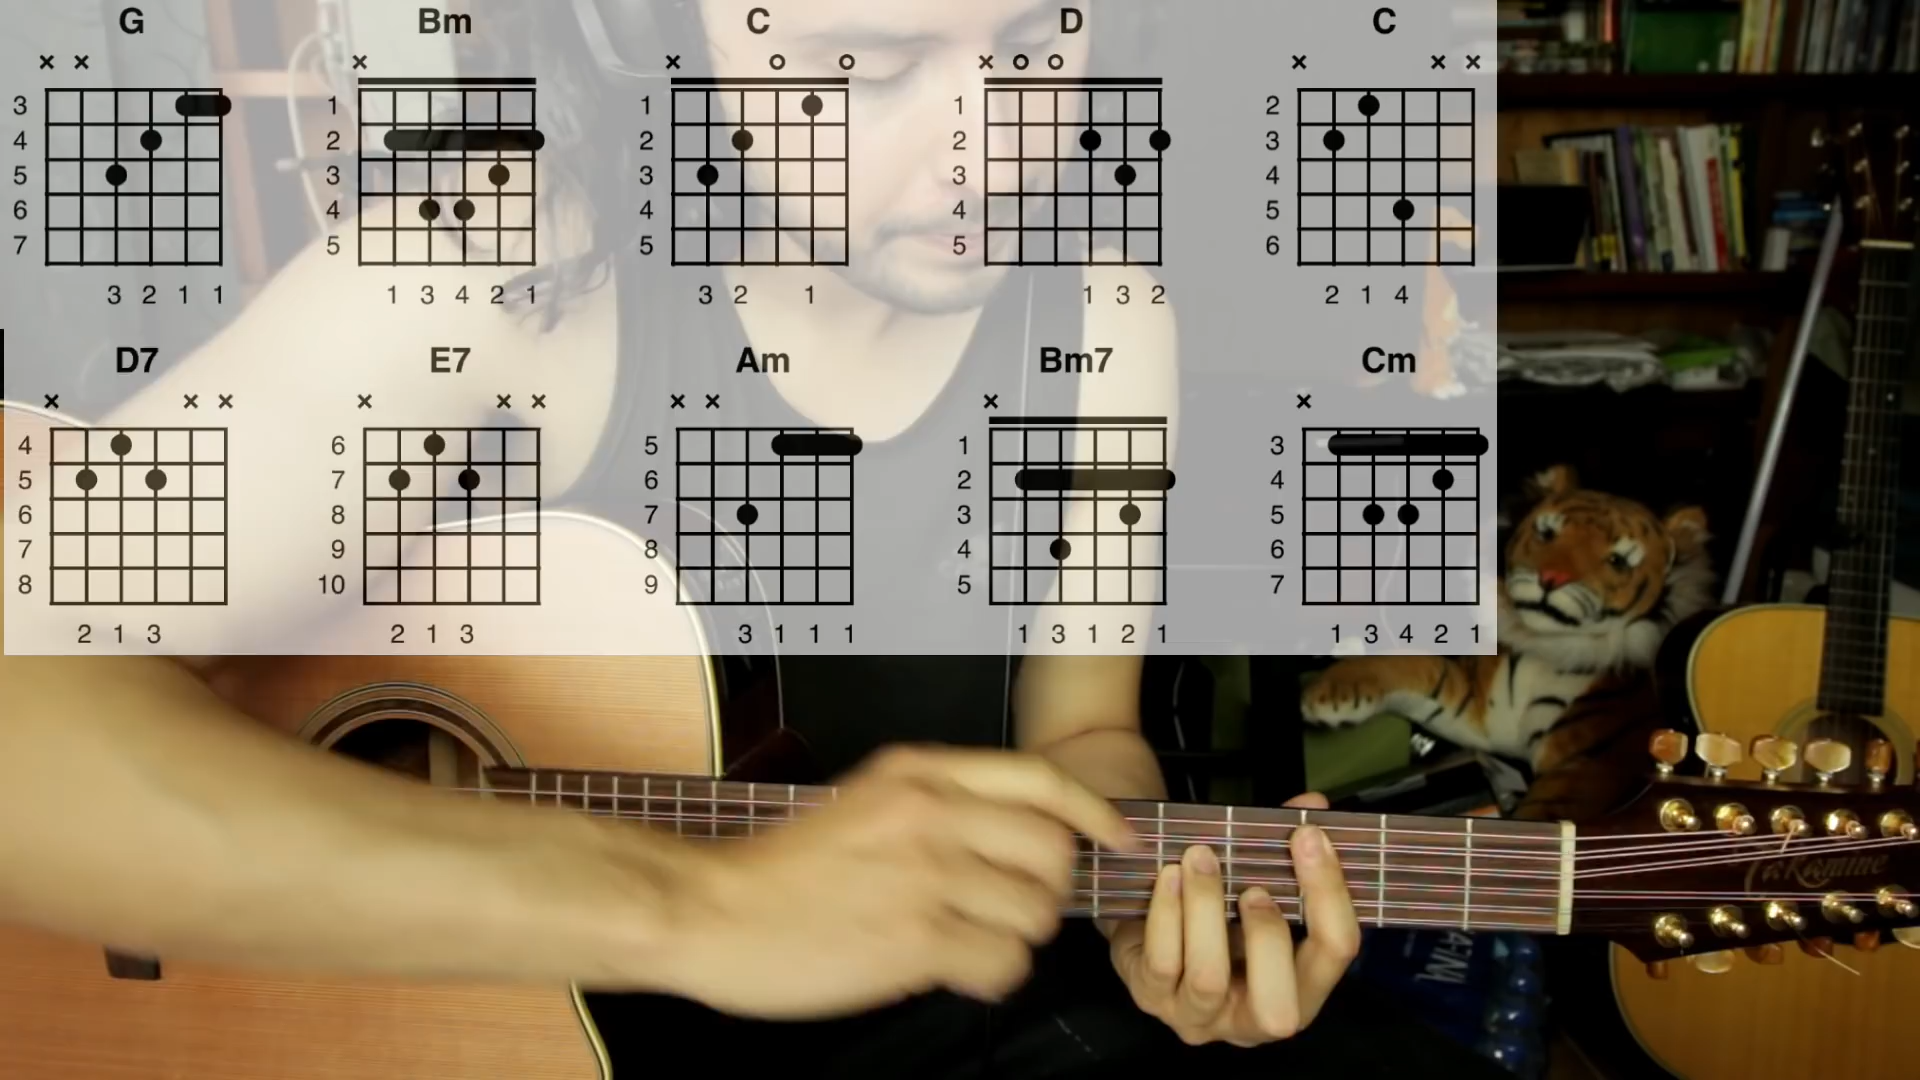 G Bm C D C
× × × × o o × o o × × ×
3 1 1 1 2
4 2 2 2 3
5 3 3 3 4
6 4 4 4 5
7 5 5 5 6
3 2 1 1 1 3 4 2 1 3 2 1 1 3 2 2 1 4
D7 E7 Am Bm7 Cm
× × × × × × × × × ×
4 6 5 1 3
5 7 6 2 4
6 8 7 3 5
7 9 8 4 6
8 10 9 5 7
2 1 3 2 1 3 3 1 1 1 1 3 1 2 1 1 3 4 2 1
Takamine